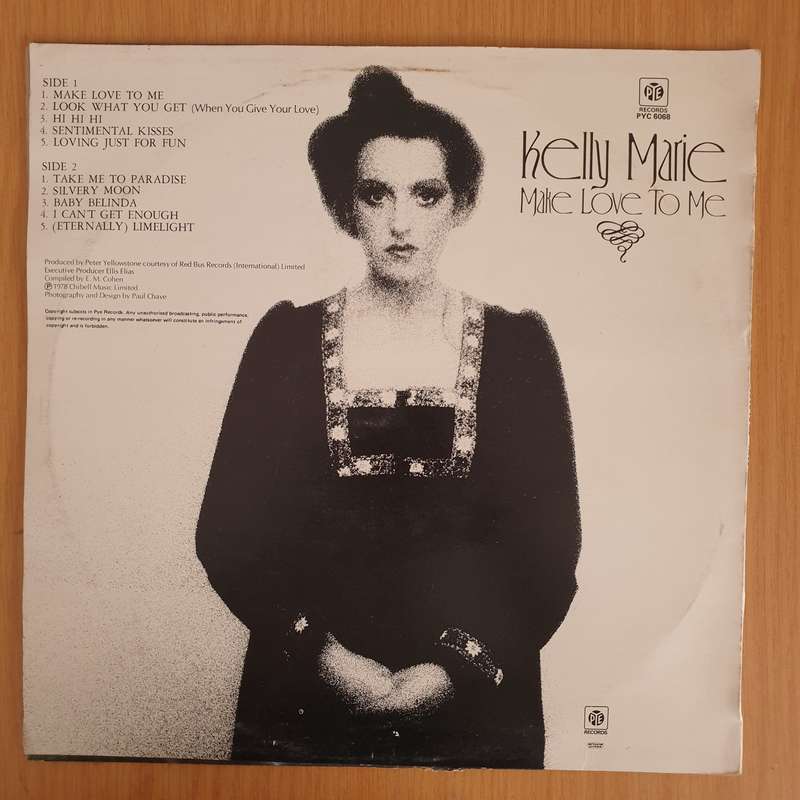 SIDE 1
1. MAKE LOVE TO ME
2. LOOK WHAT YOU GET (When You Give Your Love)
3. HI HI HI
4. SENTIMENTAL KISSES
5. LOVING JUST FOR FUN
SIDE 2
1. TAKE ME TO PARADISE
2. SILVERY MOON
3. BABY BELINDA
4. I CAN'T GET ENOUGH
5. (ETERNALLY) LIMELIGHT
Produced by Peter Yellowstone courtesy of Red Bus Records (International) Limited
Executive Producer Ellis Elias
Compiled by E. M. Cohen
Ⓟ 1978 Chibell Music Limited
Photography and Design by Paul Chave
Copyright subsists in Pye Records. Any unauthorised broadcasting, public performance,
copying or re-recording in any manner whatsoever will constitute an infringement of
copyright and is forbidden.
PYE
RECORDS
PYC 6068
Kelly Marie
Make Love To Me
PYE
RECORDS